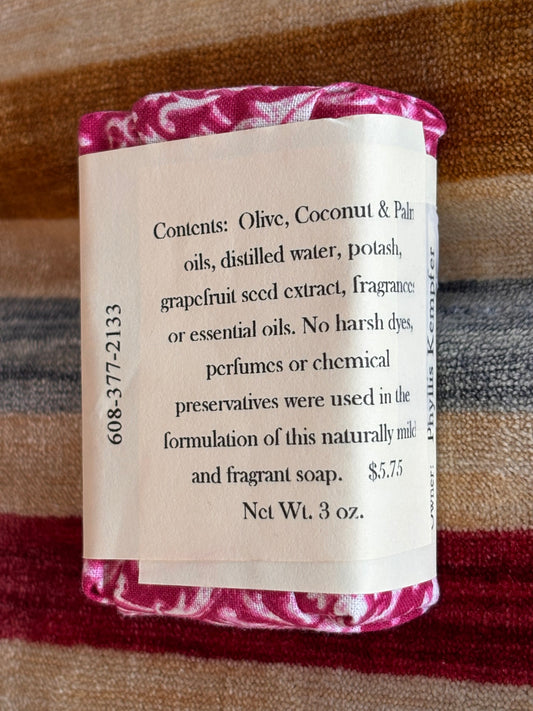 Contents: Olive, Coconut & Palm
oils, distilled water, potash,
grapefruit seed extract, fragrances
or essential oils. No harsh dyes,
perfumes or chemical
preservatives were used in the
formulation of this naturally mild
and fragrant soap. $5.75
Net Wt. 3 oz.
608-377-2133
Owner: Phyllis Kempfer